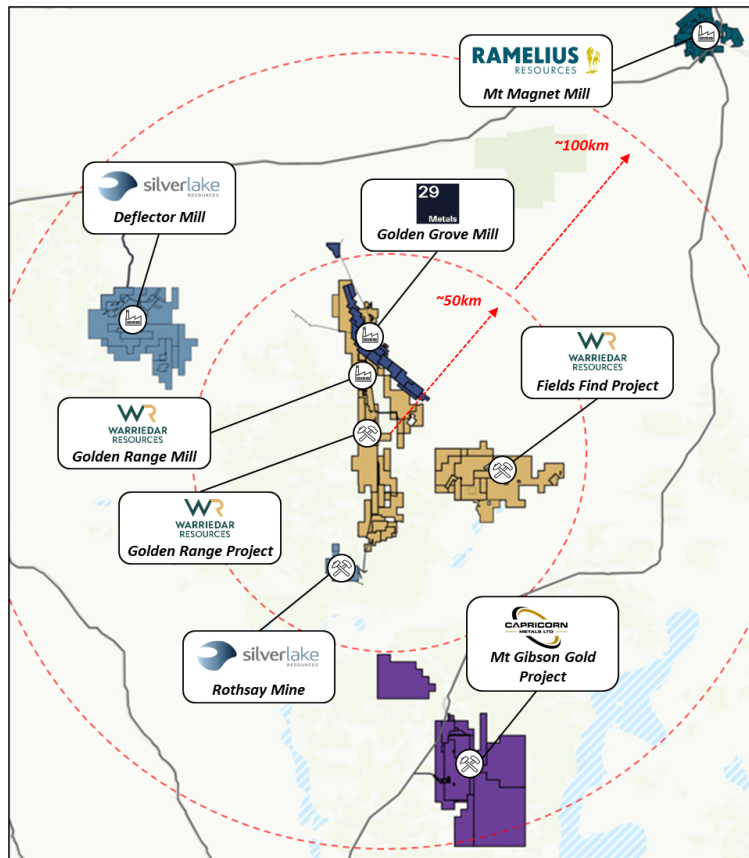 RAMELIUS
RESOURCES
Mt Magnet Mill
~100km
silverlake
RESOURCES
Deflector Mill
29
Metals
Golden Grove Mill
~50km
WR
WARRIEDAR
RESOURCES
Fields Find Project
WR
WARRIEDAR
RESOURCES
Golden Range Mill
WR
WARRIEDAR
RESOURCES
Golden Range Project
silverlake
RESOURCES
Rothsay Mine
CAPRICORN
METALS LTD
Mt Gibson Gold
Project